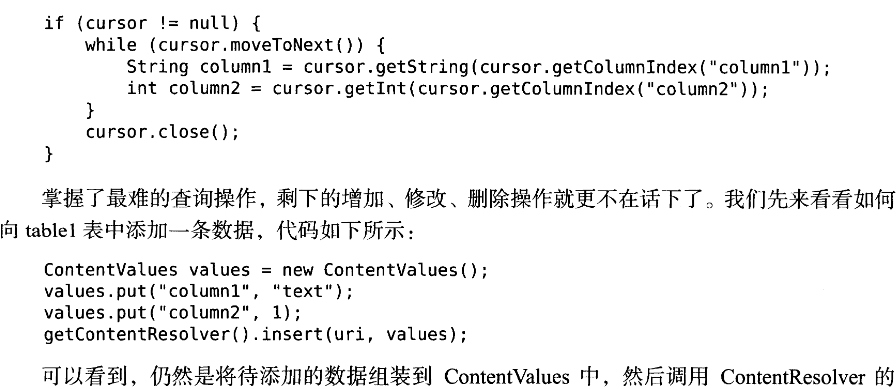 if (cursor != null) {
    while (cursor.moveToNext()) {
        String column1 = cursor.getString(cursor.getColumnIndex("column1"));
        int column2 = cursor.getInt(cursor.getColumnIndex("column2"));
    }
    cursor.close();
}
掌握了最难的查询操作，剩下的增加、修改、删除操作就更不在话下了。我们先来看看如何
向 table1 表中添加一条数据，代码如下所示：
ContentValues values = new ContentValues();
values.put("column1", "text");
values.put("column2", 1);
getContentResolver().insert(uri, values);
可以看到，仍然是将待添加的数据组装到 ContentValues 中，然后调用 ContentResolver 的